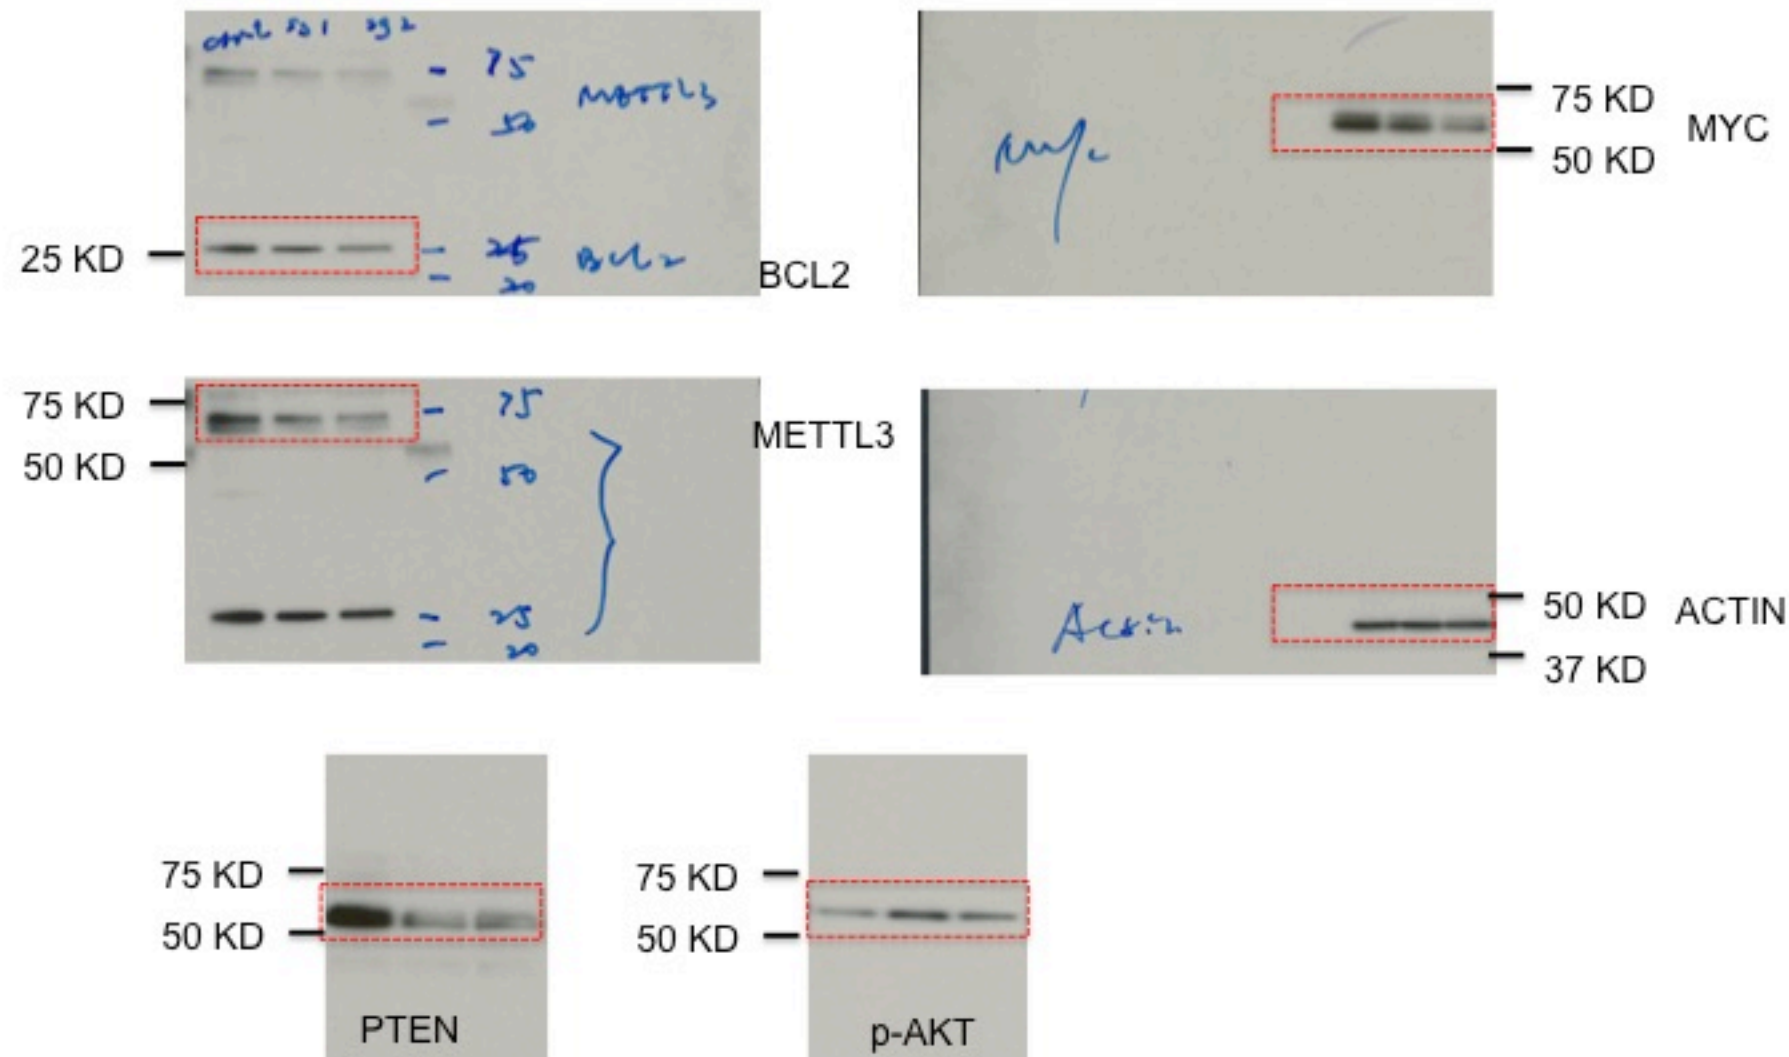 ctrl sg1 sg2
75
METTL3
50
25 KD
25
Bcl2
20
BCL2
Myc
75 KD
MYC
50 KD
75 KD
75
METTL3
50 KD
50
25
20
Actin
50 KD
ACTIN
37 KD
75 KD
50 KD
PTEN
75 KD
50 KD
p-AKT